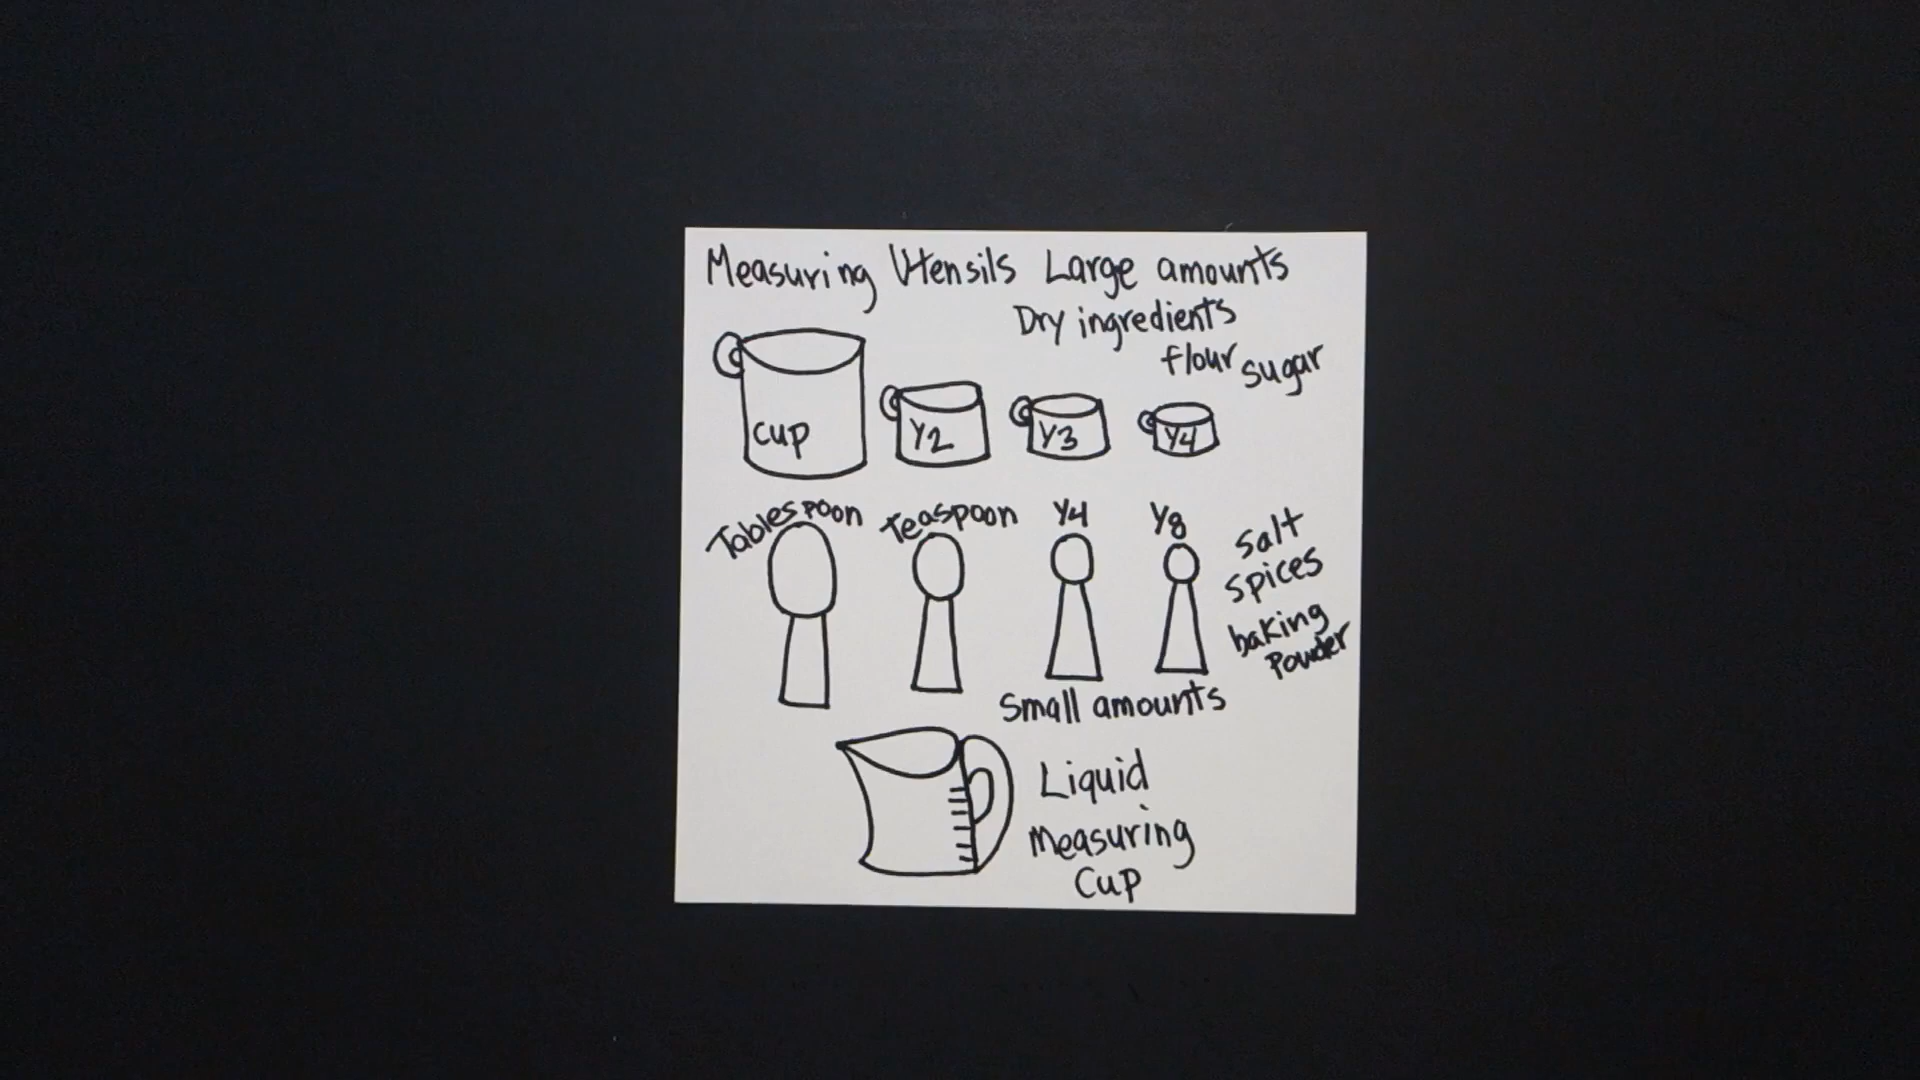 Measuring Utensils Large amounts
Dry ingredients
flour sugar
cup 1/2 1/3 1/4
Tablespoon Teaspoon 1/4 1/8
salt
spices
baking
powder
Small amounts
Liquid
Measuring
Cup